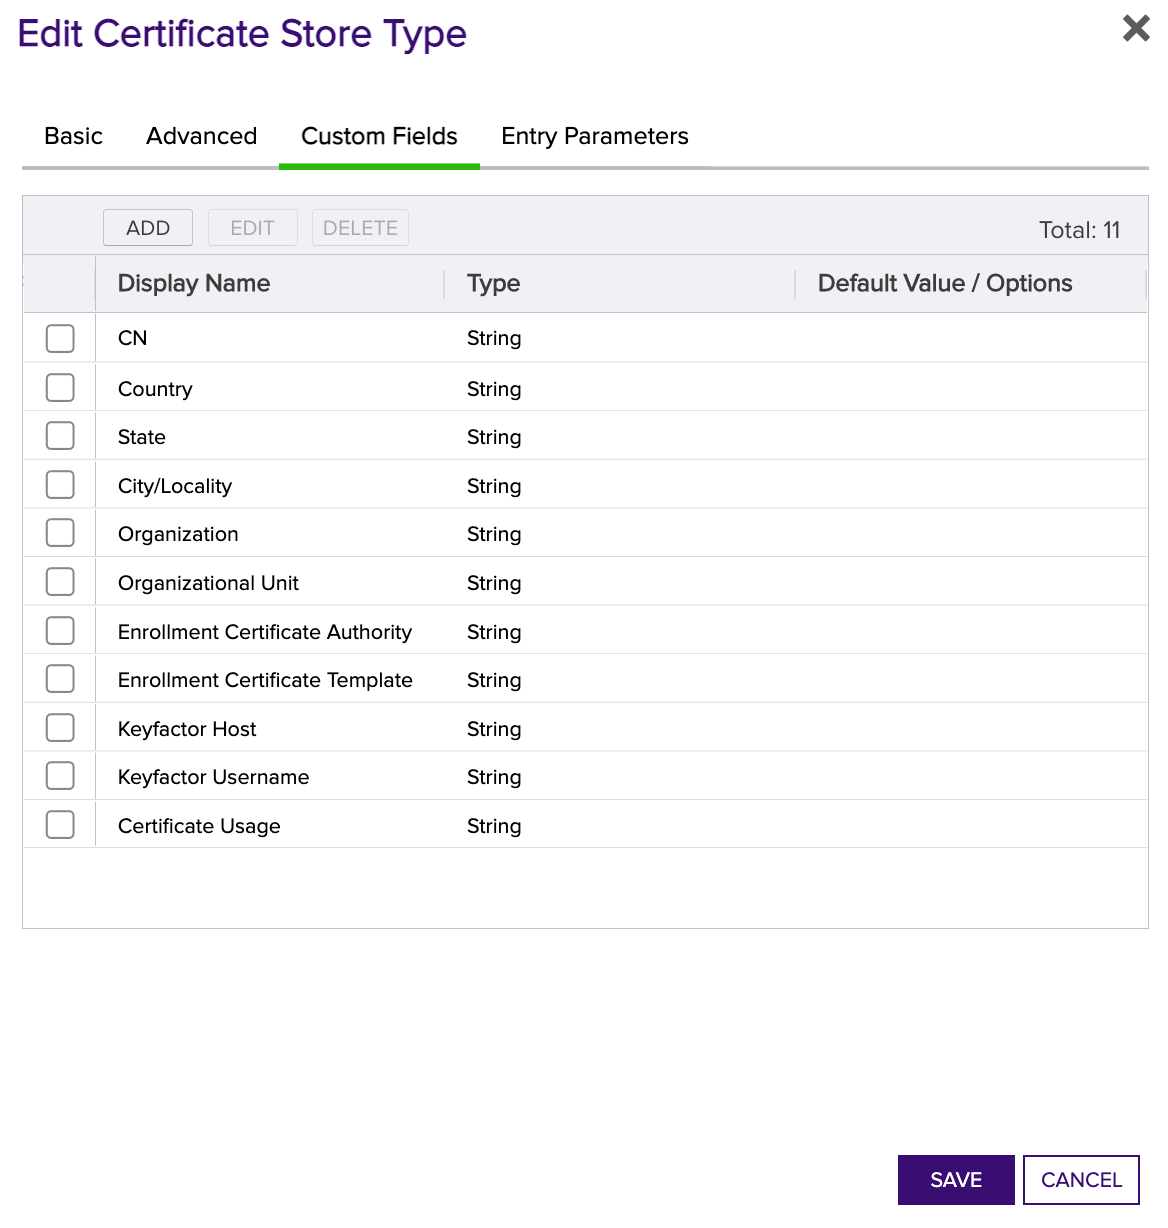 Edit Certificate Store Type
Basic Advanced Custom Fields Entry Parameters
ADD EDIT DELETE Total: 11
Display Name Type Default Value / Options
CN String
Country String
State String
City/Locality String
Organization String
Organizational Unit String
Enrollment Certificate Authority String
Enrollment Certificate Template String
Keyfactor Host String
Keyfactor Username String
Certificate Usage String
SAVE CANCEL